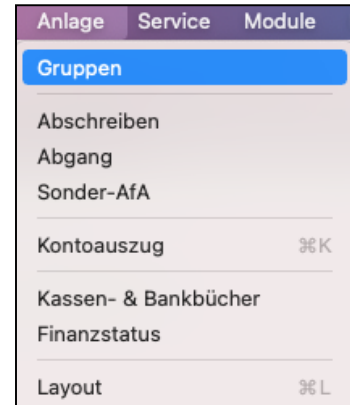 Anlage Service Module
Gruppen
Abschreiben
Abgang
Sonder-AfA
Kontoauszug ⌘K
Kassen- & Bankbücher
Finanzstatus
Layout ⌘L